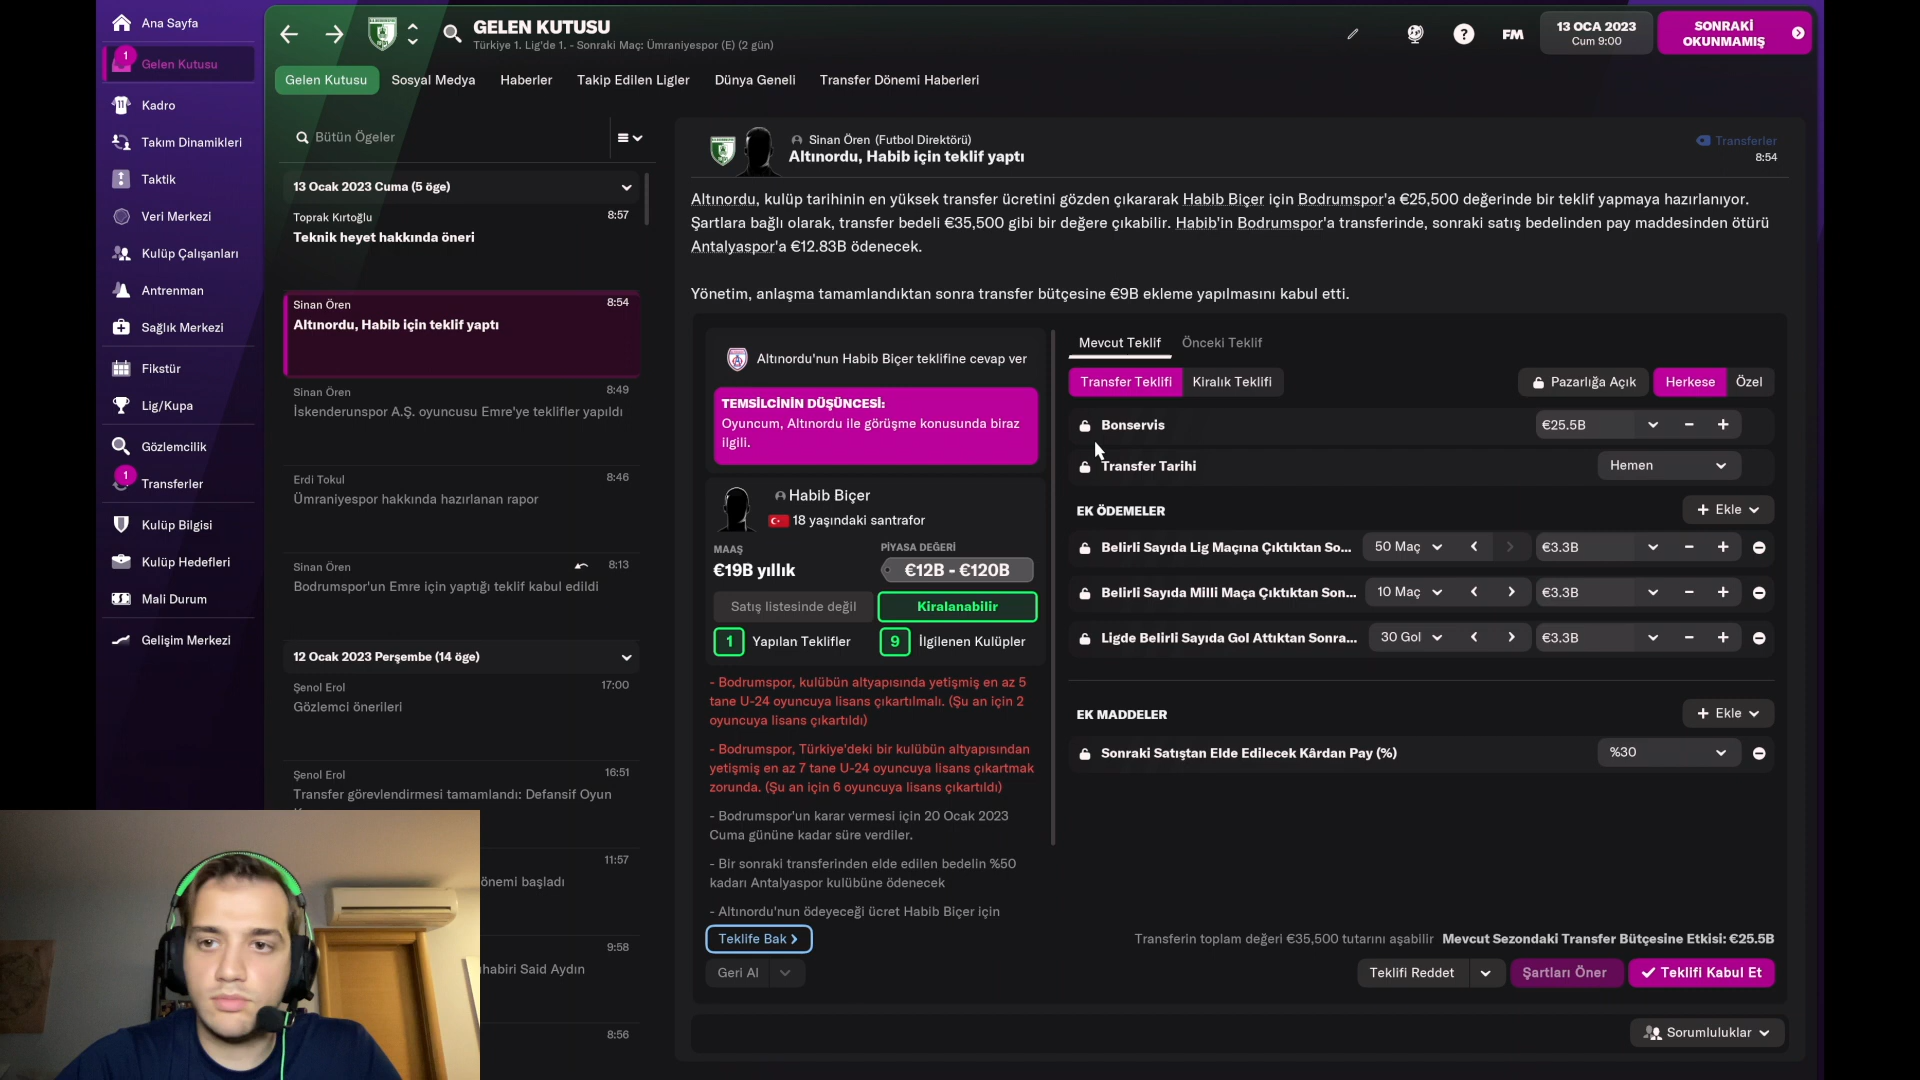 Ana Sayfa
1
Gelen Kutusu
Kadro
Takım Dinamikleri
Taktik
Veri Merkezi
Kulüp Çalışanları
Antrenman
Sağlık Merkezi
Fikstür
Lig/Kupa
Gözlemcilik
1
Transferler
Kulüp Bilgisi
Kulüp Hedefleri
Mali Durum
Gelişim Merkezi
GELEN KUTUSU
Türkiye 1. Lig'de 1. - Sonraki Maç: Ümraniyespor (E) (2 gün)
FM
13 OCA 2023
Cum 9:00
SONRAKİ
OKUNMAMIŞ
Gelen Kutusu
Sosyal Medya
Haberler
Takip Edilen Ligler
Dünya Geneli
Transfer Dönemi Haberleri
Bütün Ögeler
13 Ocak 2023 Cuma (5 öge)
Toprak Kırtoğlu 8:57
Teknik heyet hakkında öneri
Sinan Ören 8:54
Altınordu, Habib için teklif yaptı
Sinan Ören 8:49
İskenderunspor A.Ş. oyuncusu Emre'ye teklifler yapıldı
Erdi Tokul 8:46
Ümraniyespor hakkında hazırlanan rapor
Sinan Ören 8:13
Bodrumspor'un Emre için yaptığı teklif kabul edildi
12 Ocak 2023 Perşembe (14 öge)
Şenol Erol 17:00
Gözlemci önerileri
Şenol Erol 16:51
Transfer görevlendirmesi tamamlandı: Defansif Oyun
11:57
önemi başladı
9:58
habiri Said Aydın
8:56
Sinan Ören (Futbol Direktörü)
Altınordu, Habib için teklif yaptı
Transferler
8:54
Altınordu, kulüp tarihinin en yüksek transfer ücretini gözden çıkararak Habib Biçer için Bodrumspor'a €25,500 değerinde bir teklif yapmaya hazırlanıyor.
Şartlara bağlı olarak, transfer bedeli €35,500 gibi bir değere çıkabilir. Habib'in Bodrumspor'a transferinde, sonraki satış bedelinden pay maddesinden ötürü
Antalyaspor'a €12.83B ödenecek.
Yönetim, anlaşma tamamlandıktan sonra transfer bütçesine €9B ekleme yapılmasını kabul etti.
Altınordu'nun Habib Biçer teklifine cevap ver
TEMSİLCİNİN DÜŞÜNCESİ:
Oyuncum, Altınordu ile görüşme konusunda biraz
ilgili.
Habib Biçer
18 yaşındaki santrafor
MAAŞ
€19B yıllık
PİYASA DEĞERİ
€12B - €120B
Satış listesinde değil
Kiralanabilir
1 Yapılan Teklifler
9 İlgilenen Kulüpler
- Bodrumspor, kulübün altyapısında yetişmiş en az 5
tane U-24 oyuncuya lisans çıkartılmalı. (Şu an için 2
oyuncuya lisans çıkartıldı)
- Bodrumspor, Türkiye'deki bir kulübün altyapısından
yetişmiş en az 7 tane U-24 oyuncuya lisans çıkartmak
zorunda. (Şu an için 6 oyuncuya lisans çıkartıldı)
- Bodrumspor'un karar vermesi için 20 Ocak 2023
Cuma gününe kadar süre verdiler.
- Bir sonraki transferinden elde edilen bedelin %50
kadarı Antalyaspor kulübüne ödenecek
- Altınordu'nun ödeyeceği ücret Habib Biçer için
Teklife Bak
Geri Al
Mevcut Teklif
Önceki Teklif
Transfer Teklifi
Kiralık Teklifi
Pazarlığa Açık
Herkese
Özel
Bonservis €25.5B
Transfer Tarihi Hemen
EK ÖDEMELER + Ekle
Belirli Sayıda Lig Maçına Çıktıktan So... 50 Maç €3.3B
Belirli Sayıda Milli Maça Çıktıktan Son... 10 Maç €3.3B
Ligde Belirli Sayıda Gol Attıktan Sonra... 30 Gol €3.3B
EK MADDELER + Ekle
Sonraki Satıştan Elde Edilecek Kârdan Pay (%) %30
Transferin toplam değeri €35,500 tutarını aşabilir Mevcut Sezondaki Transfer Bütçesine Etkisi: €25.5B
Teklifi Reddet
Şartları Öner
Teklifi Kabul Et
Sorumluluklar